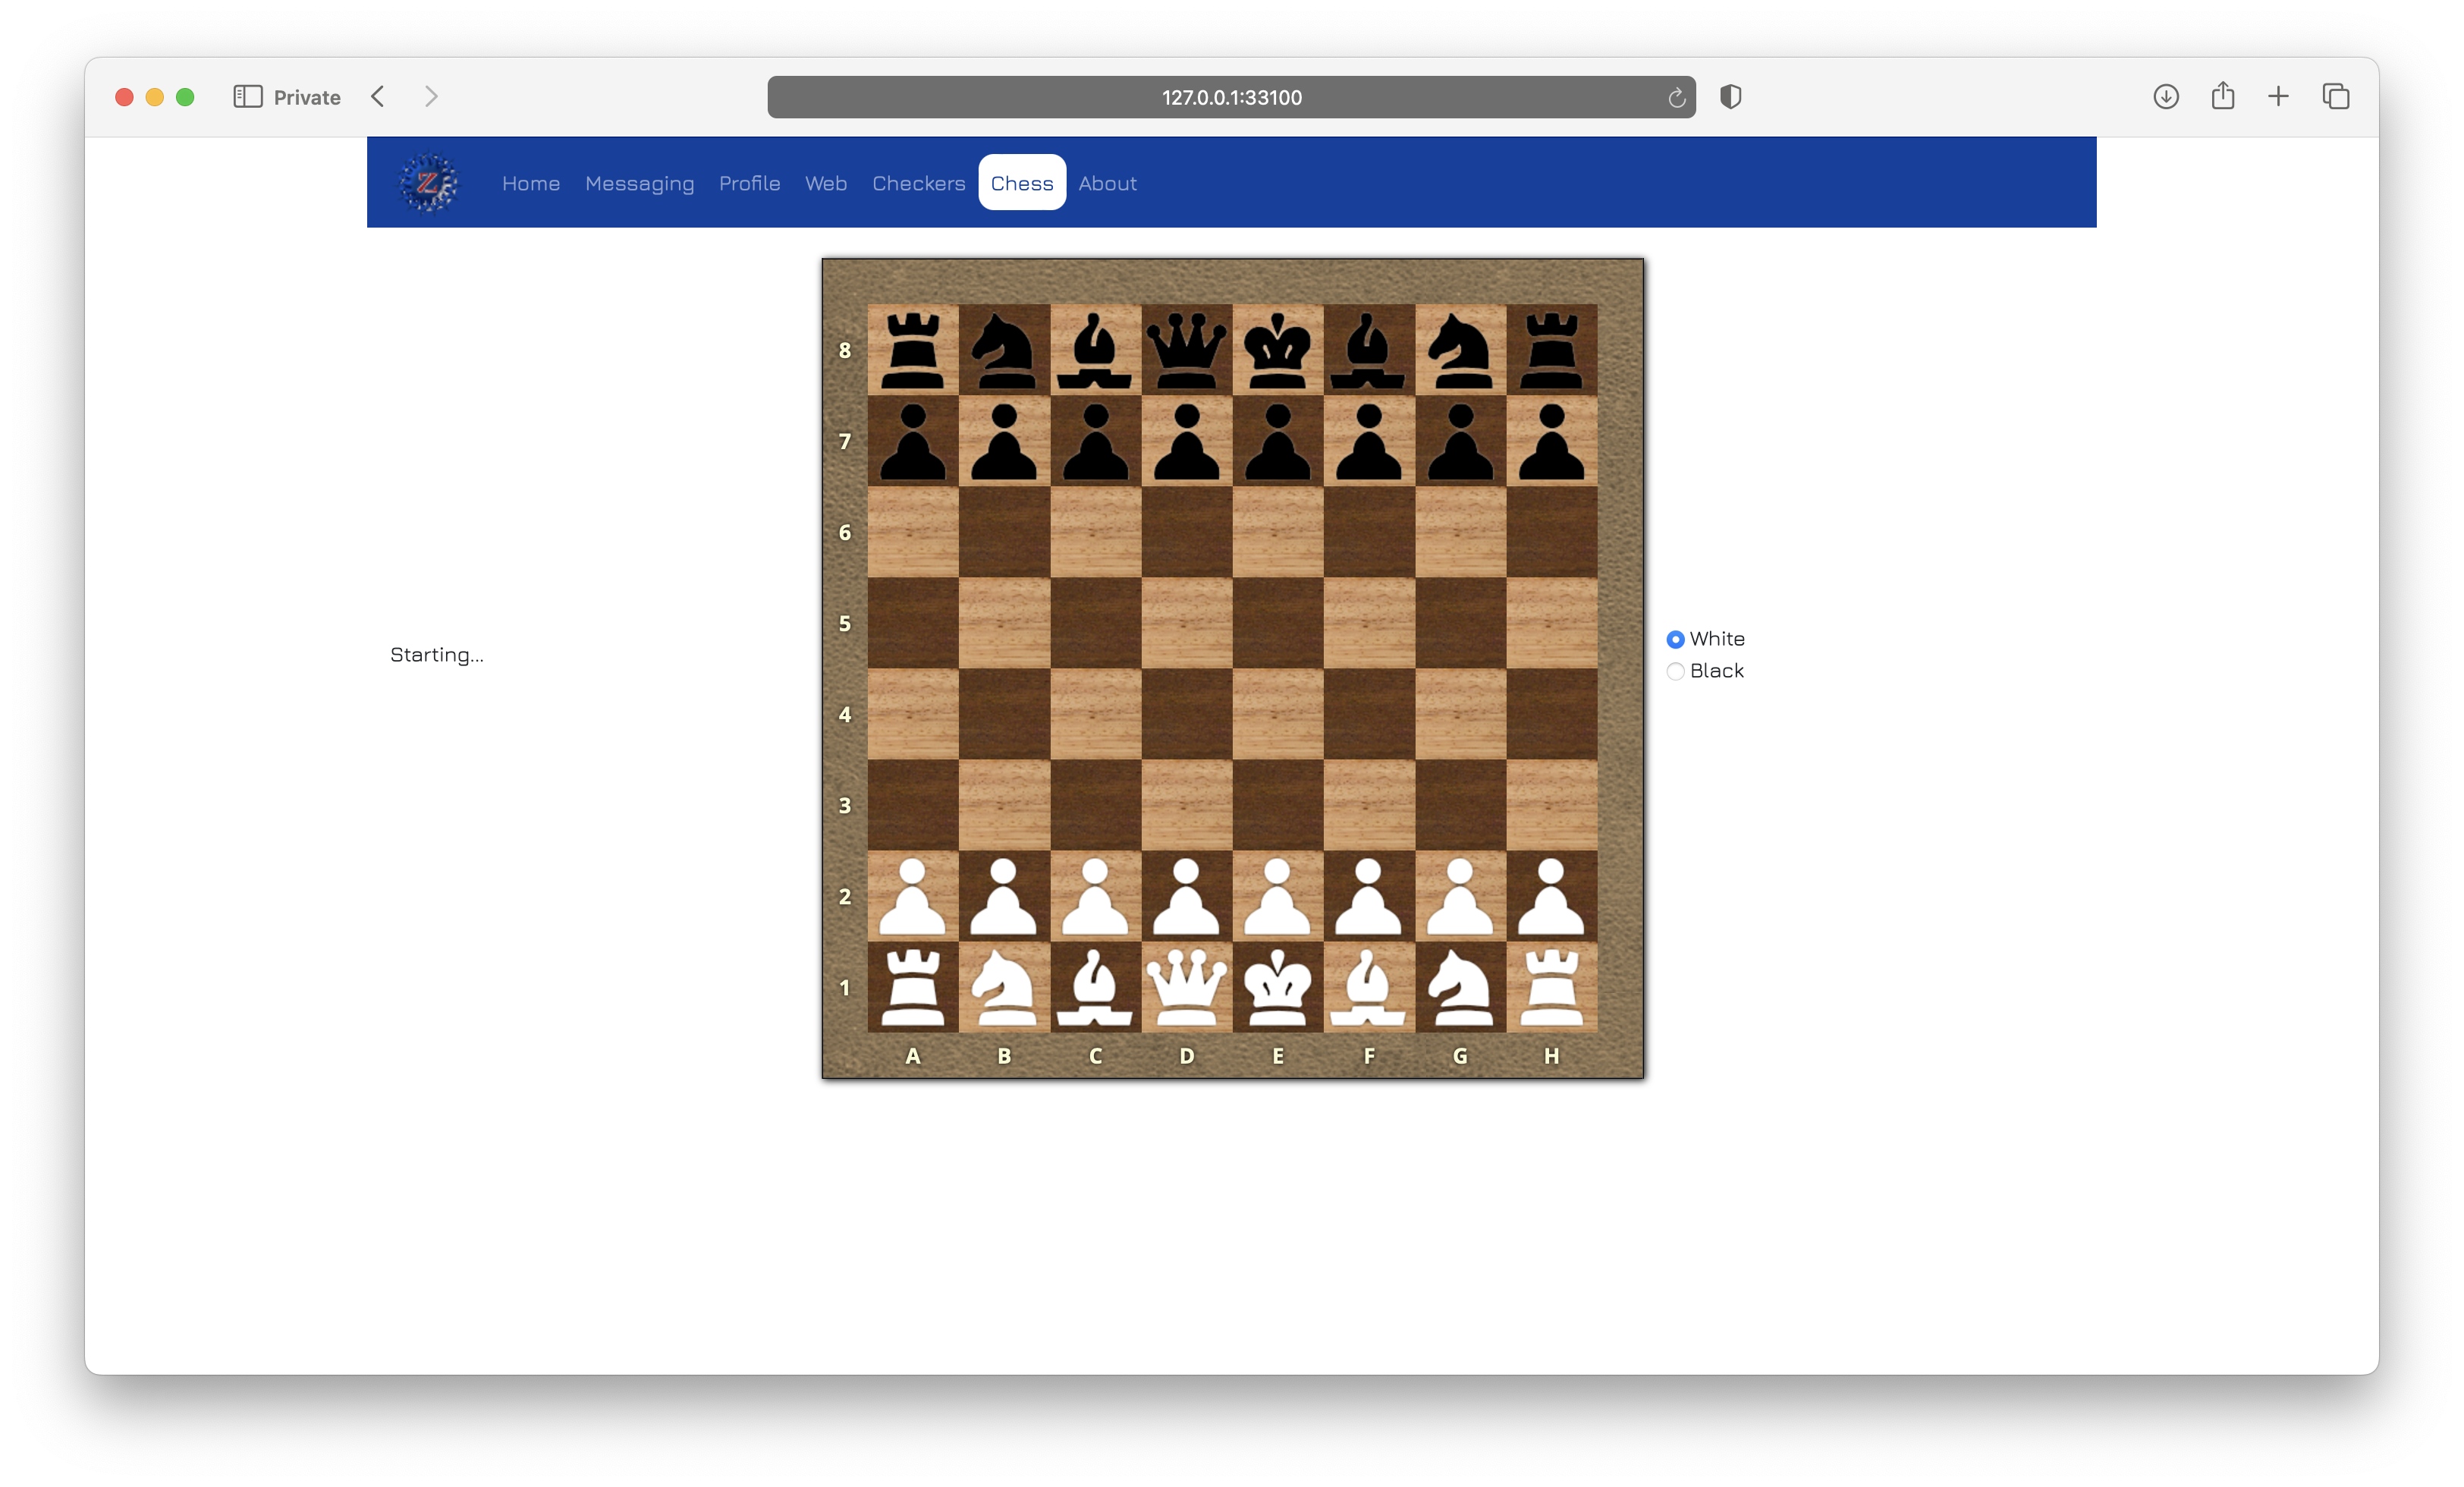 Private
127.0.0.1:33100
Z
Home Messaging Profile Web Checkers Chess About
8
7
6
5
Starting...
White
Black
4
3
2
1
A B C D E F G H